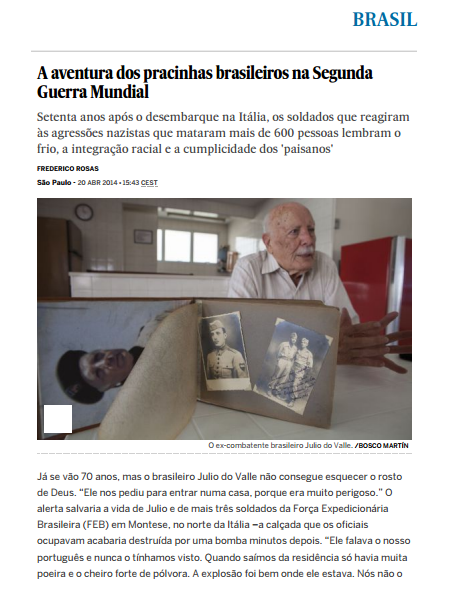 BRASIL
A aventura dos pracinhas brasileiros na Segunda
Guerra Mundial
Setenta anos após o desembarque na Itália, os soldados que reagiram
às agressões nazistas que mataram mais de 600 pessoas lembram o
frio, a integração racial e a cumplicidade dos 'paisanos'
FREDERICO ROSAS
São Paulo - 20 ABR 2014 • 15:43 CEST
O ex-combatente brasileiro Julio do Valle. /BOSCO MARTÍN
Já se vão 70 anos, mas o brasileiro Julio do Valle não consegue esquecer o rosto
de Deus. “Ele nos pediu para entrar numa casa, porque era muito perigoso.” O
alerta salvaria a vida de Julio e de mais três soldados da Força Expedicionária
Brasileira (FEB) em Montese, no norte da Itália –a calçada que os oficiais
ocupavam acabaria destruída por uma bomba minutos depois. “Ele falava o nosso
português e nunca o tínhamos visto. Quando saímos da residência só havia muita
poeira e o cheiro forte de pólvora. A explosão foi bem onde ele estava. Nós não o